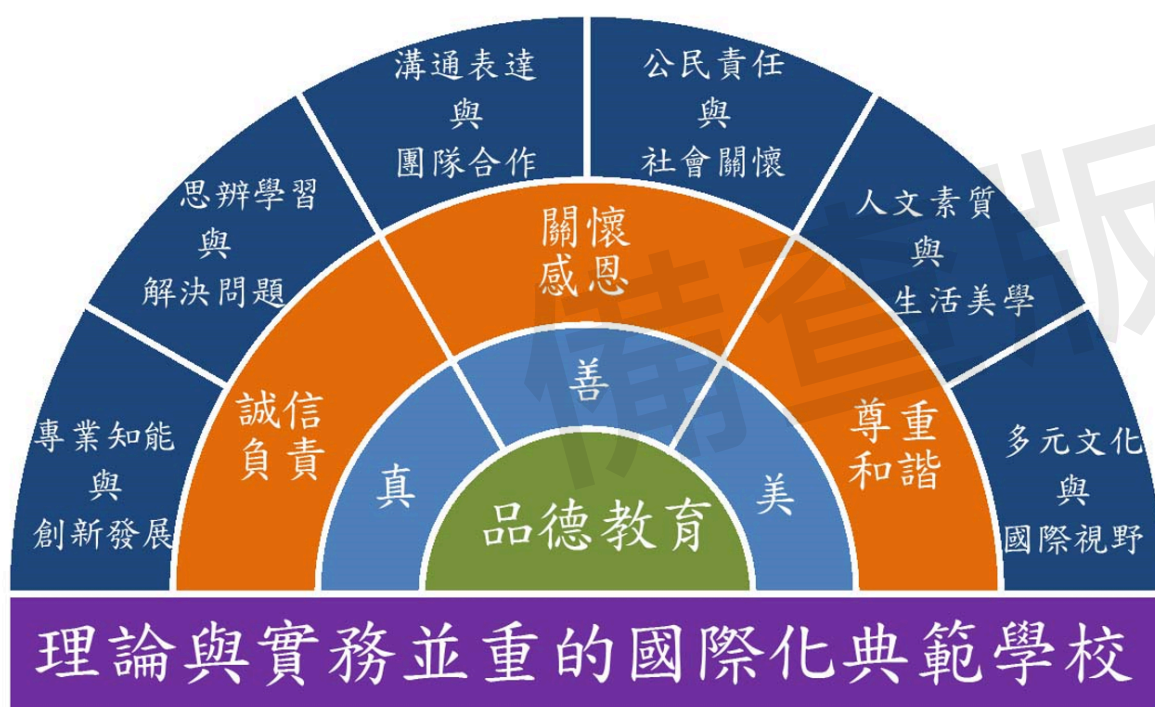 溝通表達
與
團隊合作
公民責任
與
社會關懷
思辨學習
與
解決問題
人文素質
與
生活美學
專業知能
與
創新發展
多元文化
與
國際視野
關懷
感恩
誠信
負責
尊重
和諧
真
善
美
品德教育
理論與實務並重的國際化典範學校
備查版